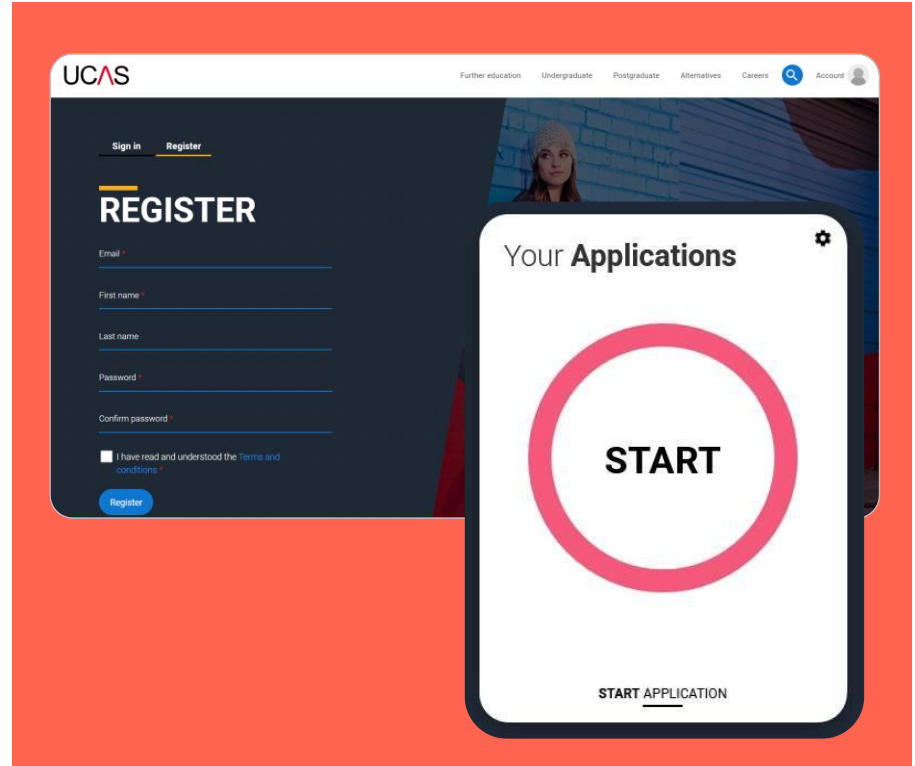 UCAS
Further education Undergraduate Postgraduate Alternatives Careers Account
Sign in Register
REGISTER
Email *
First name *
Last name
Password *
Confirm password *
I have read and understood the Terms and
conditions *
Register
Your Applications
START
START APPLICATION